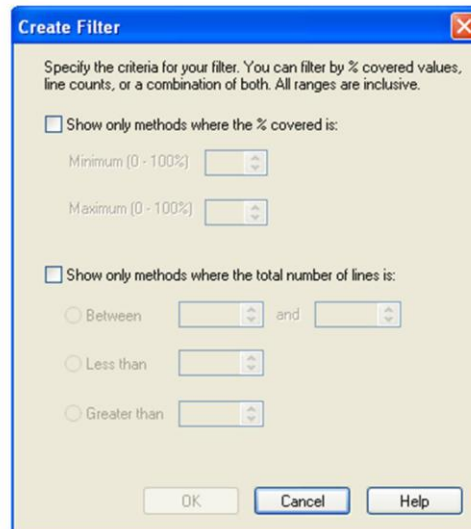 Create Filter
Specify the criteria for your filter. You can filter by % covered values,
line counts, or a combination of both. All ranges are inclusive.
Show only methods where the % covered is:
Minimum (0 - 100%)
Maximum (0 - 100%)
Show only methods where the total number of lines is:
Between and
Less than
Greater than
OK Cancel Help